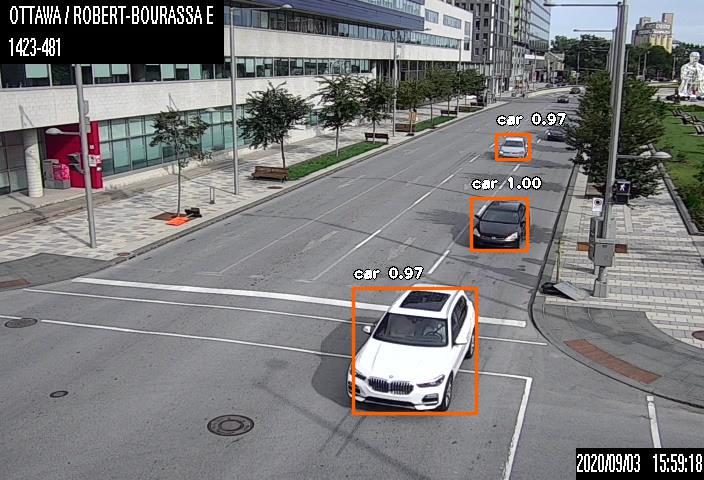 OTTAWA / ROBERT-BOURASSA E
1423-481
car 0.97
car 1.00
car 0.97
2020/09/03 15:59:18